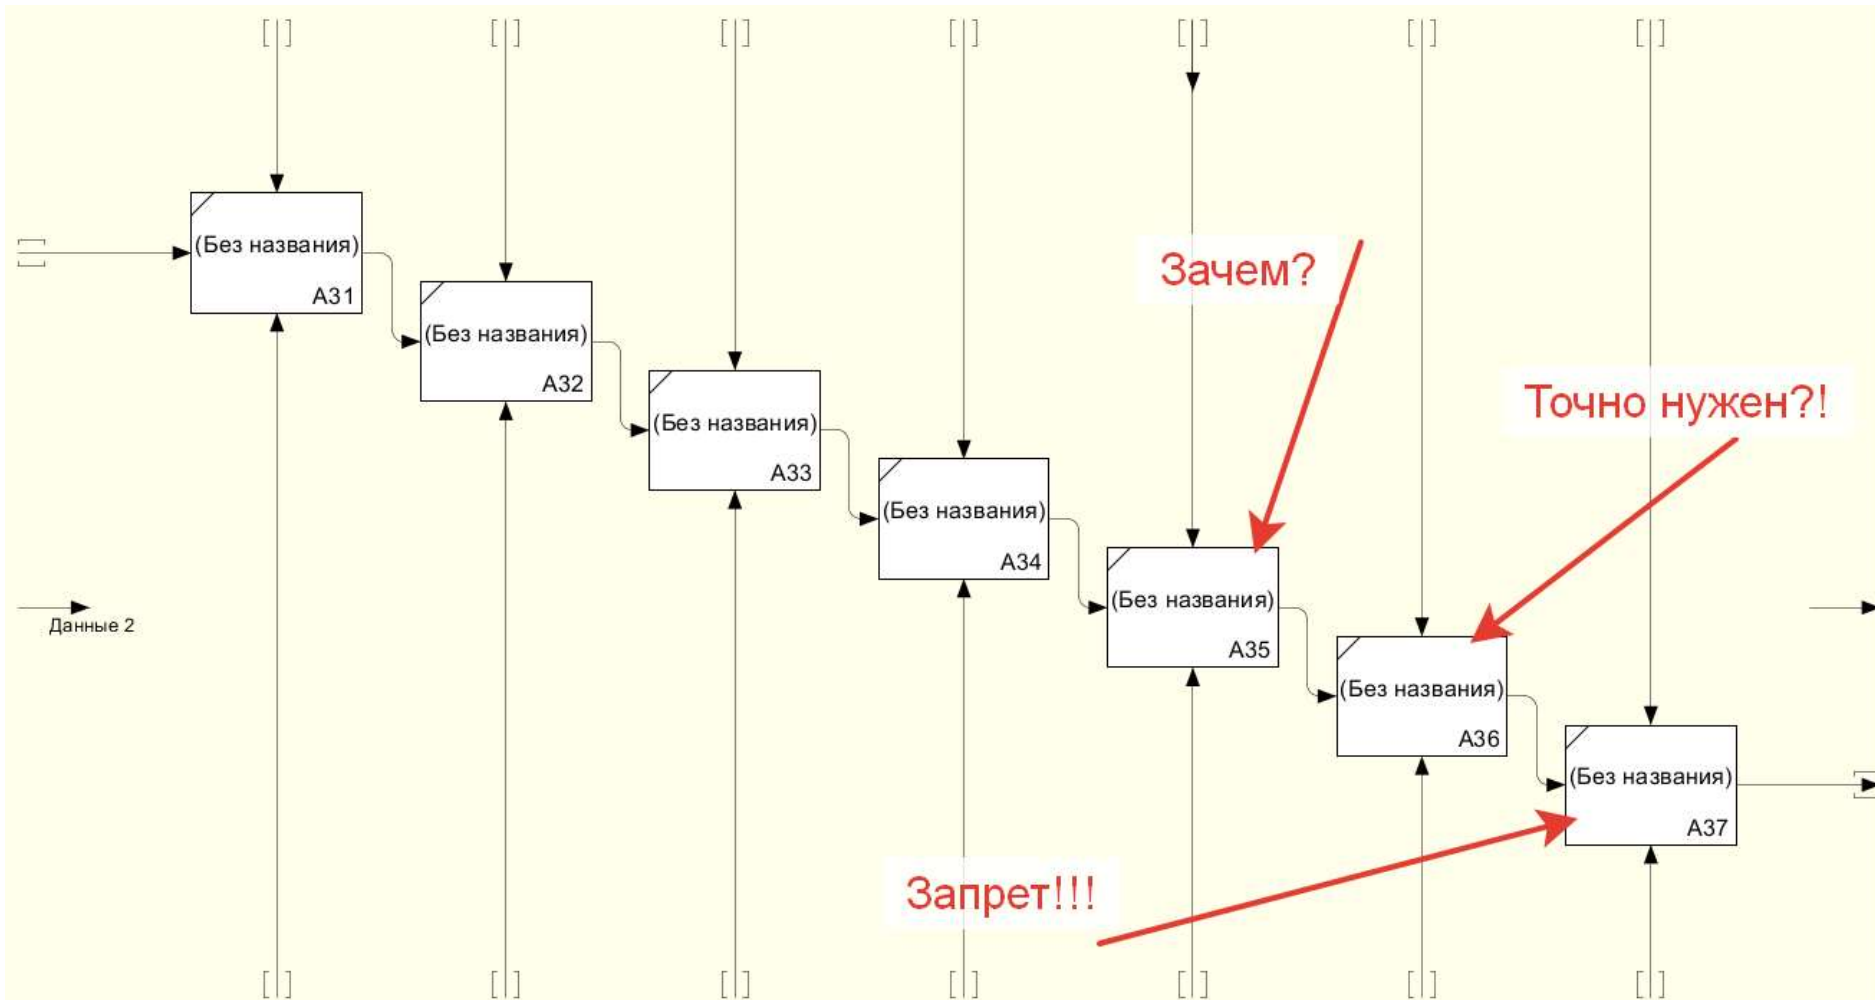 (Без названия)
A31
(Без названия)
A32
(Без названия)
A33
(Без названия)
A34
(Без названия)
A35
(Без названия)
A36
(Без названия)
A37
Зачем?
Точно нужен?!
Запрет!!!
Данные 2